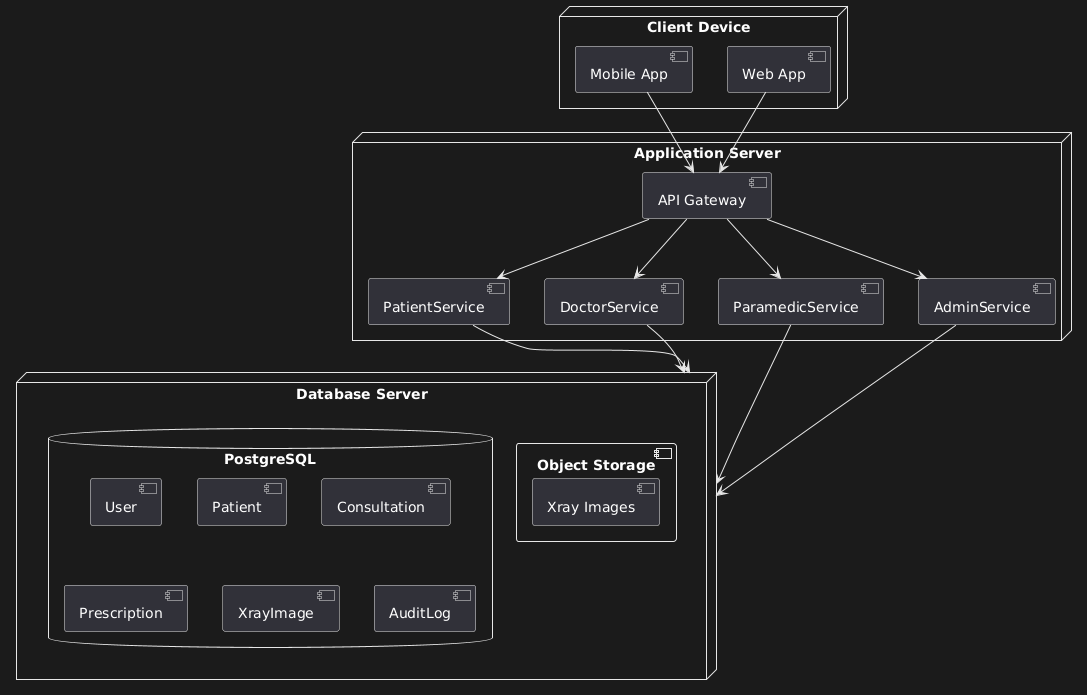 Client Device
Mobile App
Web App
Application Server
API Gateway
PatientService
DoctorService
ParamedicService
AdminService
Database Server
PostgreSQL
User
Patient
Consultation
Prescription
XrayImage
AuditLog
Object Storage
Xray Images